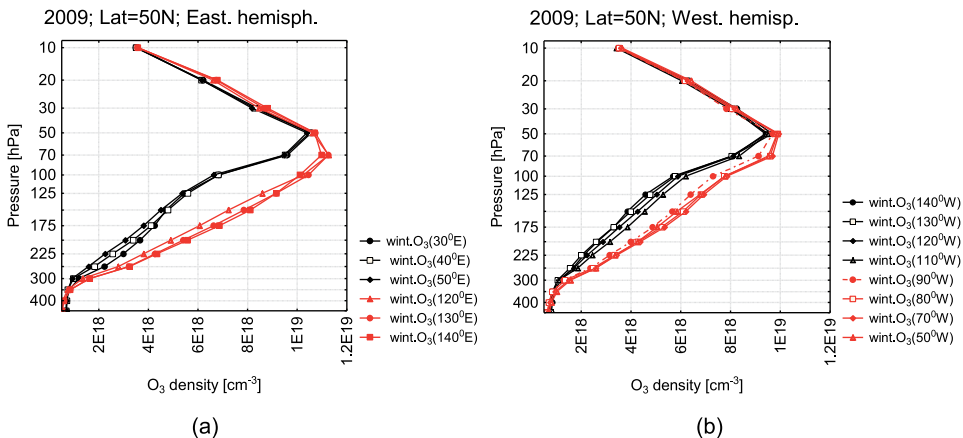 2009; Lat=50N; East. hemisph.
10
20
30
50
70
100
125
175
225
300
400
Pressure [hPa]
2E18
4E18
6E18
8E18
1E19
1.2E19
O₃ density [cm⁻³]
wint.O₃(30⁰E)
wint.O₃(40⁰E)
wint.O₃(50⁰E)
wint.O₃(120⁰E)
wint.O₃(130⁰E)
wint.O₃(140⁰E)
(a)
2009; Lat=50N; West. hemisp.
10
20
30
50
70
100
125
175
225
300
400
Pressure [hPa]
2E18
4E18
6E18
8E18
1E19
1.2E19
O₃ density [cm⁻³]
wint.O₃(140⁰W)
wint.O₃(130⁰W)
wint.O₃(120⁰W)
wint.O₃(110⁰W)
wint.O₃(90⁰W)
wint.O₃(80⁰W)
wint.O₃(70⁰W)
wint.O₃(50⁰W)
(b)